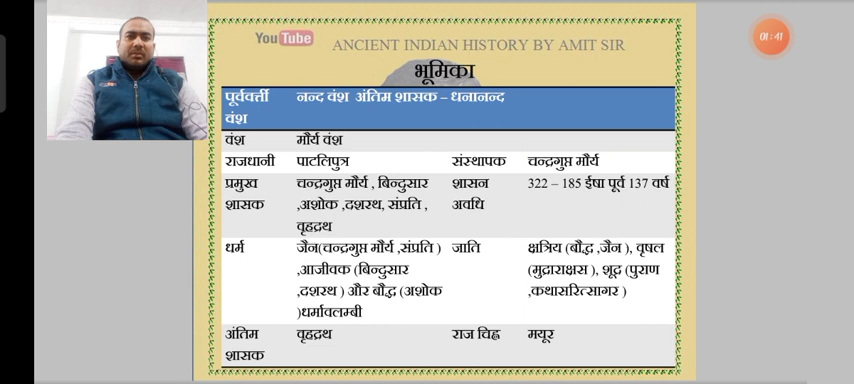 YouTube
ANCIENT INDIAN HISTORY BY AMIT SIR
01:41
भूमिका
पूर्ववर्त्ती नन्द वंश अंतिम शासक – धनानन्द
वंश
वंश मौर्य वंश
राजधानी पाटलिपुत्र संस्थापक चन्द्रगुप्त मौर्य
प्रमुख चन्द्रगुप्त मौर्य , बिन्दुसार शासन 322 – 185 ईषा पूर्व 137 वर्ष
शासक ,अशोक ,दशरथ, संप्रति , अवधि
वृहद्रथ
धर्म जैन(चन्द्रगुप्त मौर्य ,संप्रति ) जाति क्षत्रिय (बौद्ध ,जैन ), वृषल
,आजीवक (बिन्दुसार (मुद्राराक्षस ), शूद्र (पुराण
,दशरथ ) और बौद्ध (अशोक ,कथासरित्सागर )
)धर्मावलम्बी
अंतिम वृहद्रथ राज चिह्न मयूर
शासक